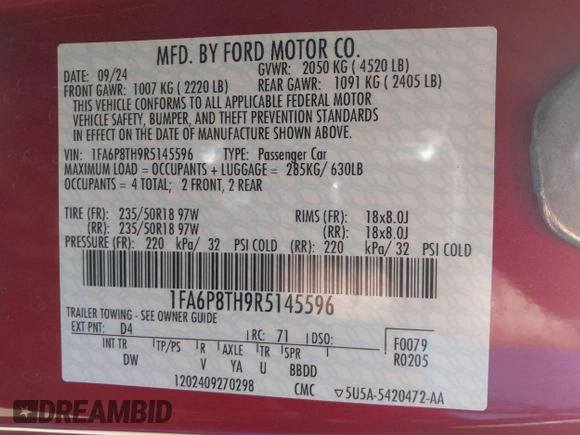 MFD. BY FORD MOTOR CO.
DATE: 09/24 GVWR: 2050 KG ( 4520 LB)
FRONT GAWR: 1007 KG ( 2220 LB) REAR GAWR: 1091 KG ( 2405 LB)
THIS VEHICLE CONFORMS TO ALL APPLICABLE FEDERAL MOTOR
VEHICLE SAFETY, BUMPER, AND THEFT PREVENTION STANDARDS
IN EFFECT ON THE DATE OF MANUFACTURE SHOWN ABOVE.
VIN: 1FA6P8TH9R5145596 TYPE: Passenger Car
MAXIMUM LOAD = OCCUPANTS + LUGGAGE = 285KG/ 630LB
OCCUPANTS = 4 TOTAL; 2 FRONT, 2 REAR
TIRE (FR): 235/50R18 97W RIMS (FR): 18x8.0J
(RR): 235/50R18 97W (RR): 18x8.0J
PRESSURE (FR): 220 kPa/ 32 PSI COLD (RR): 220 kPa/ 32 PSI COLD
1FA6P8TH9R5145596
TRAILER TOWING - SEE OWNER GUIDE
EXT PNT: D4 RC: 71 DSO: F0079
INT TR TP/PS R AXLE TR SPR R0205
DW V YA U BBDD
1202409270298 CMC ▽5U5A-5420472-AA
DREAMBID